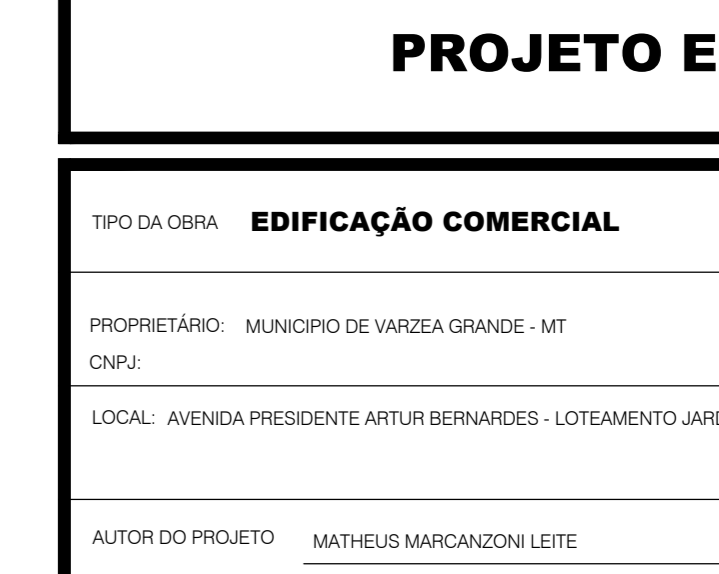 PROJETO E
TIPO DA OBRA EDIFICAÇÃO COMERCIAL
PROPRIETÁRIO: MUNICIPIO DE VARZEA GRANDE - MT
CNPJ:
LOCAL: AVENIDA PRESIDENTE ARTUR BERNARDES - LOTEAMENTO JARD
AUTOR DO PROJETO MATHEUS MARCANZONI LEITE